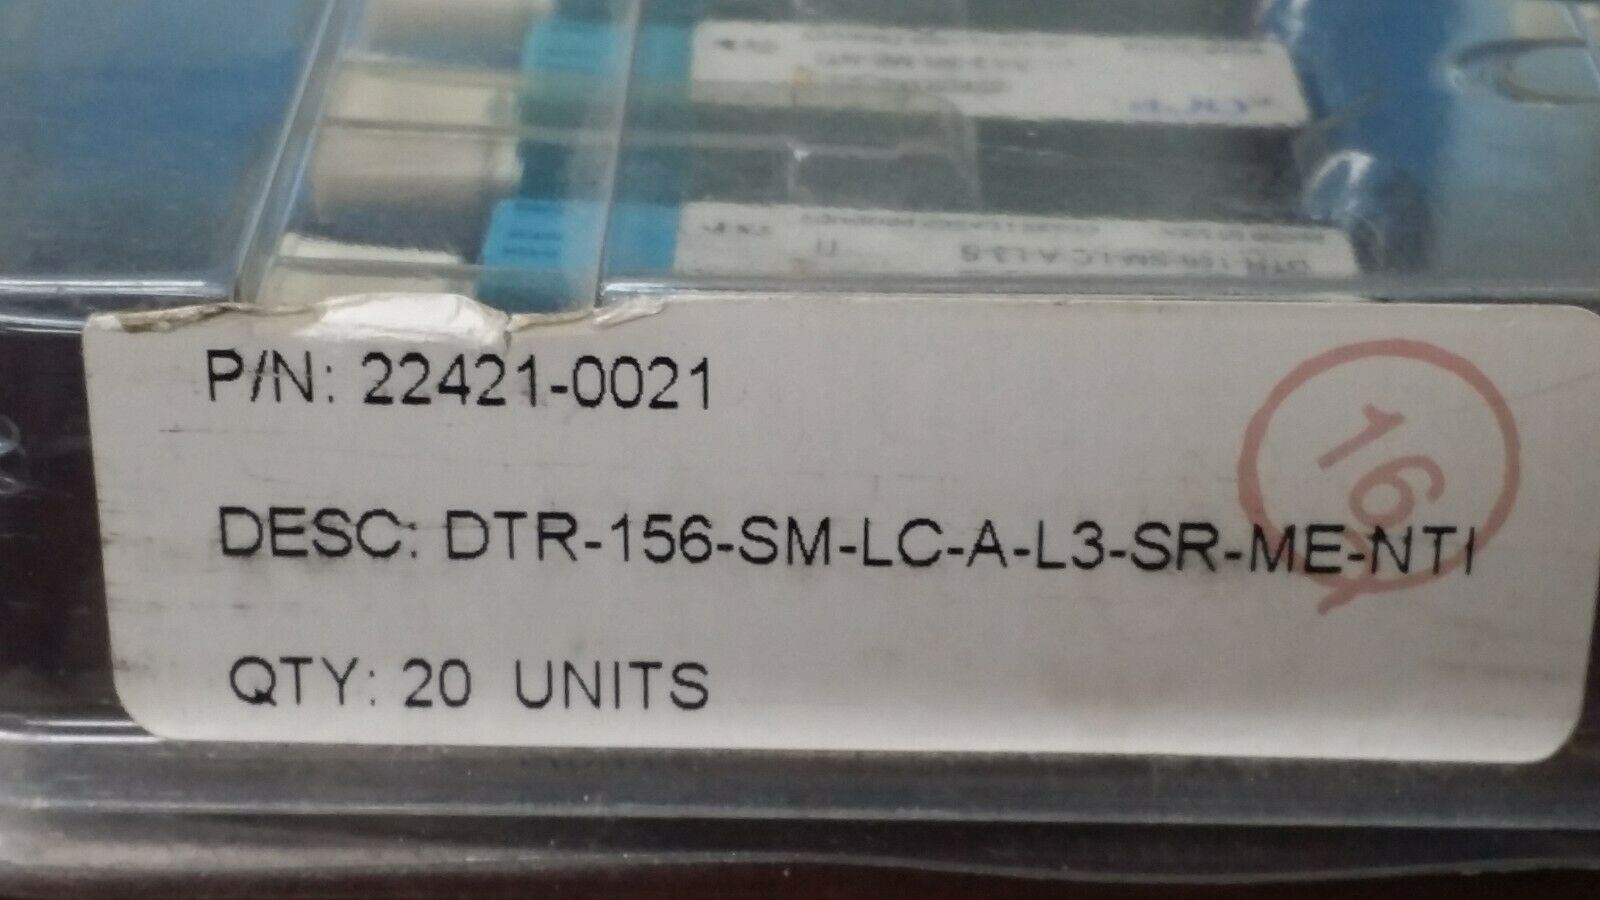 P/N: 22421-0021
DESC: DTR-156-SM-LC-A-L3-SR-ME-NTI
QTY: 20 UNITS
16